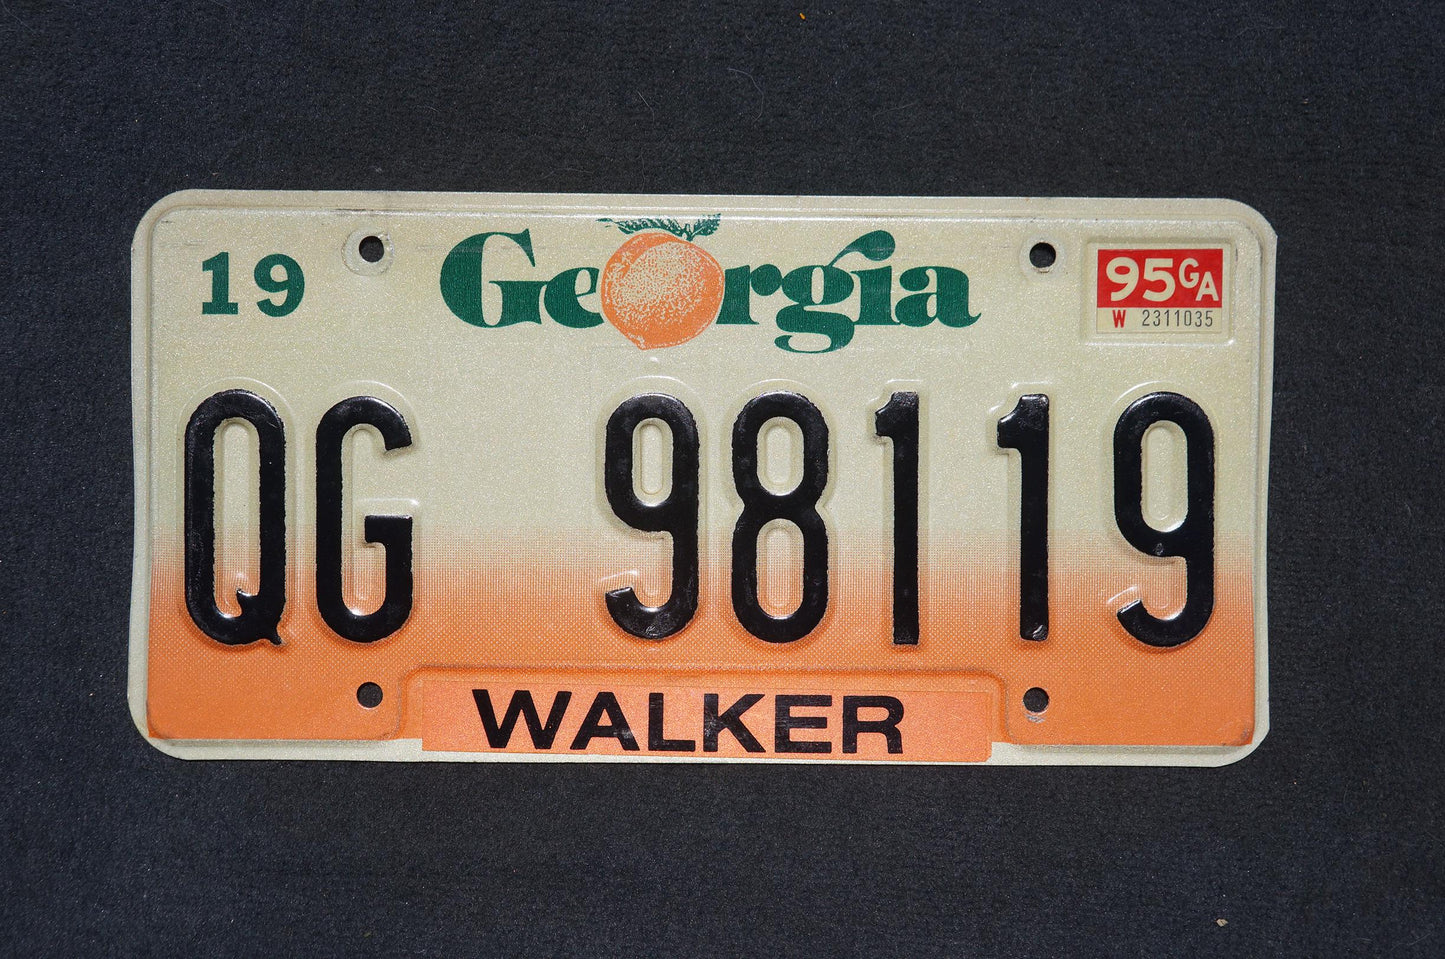 19 Georgia 95 GA
W 2311035
QG 98119
WALKER